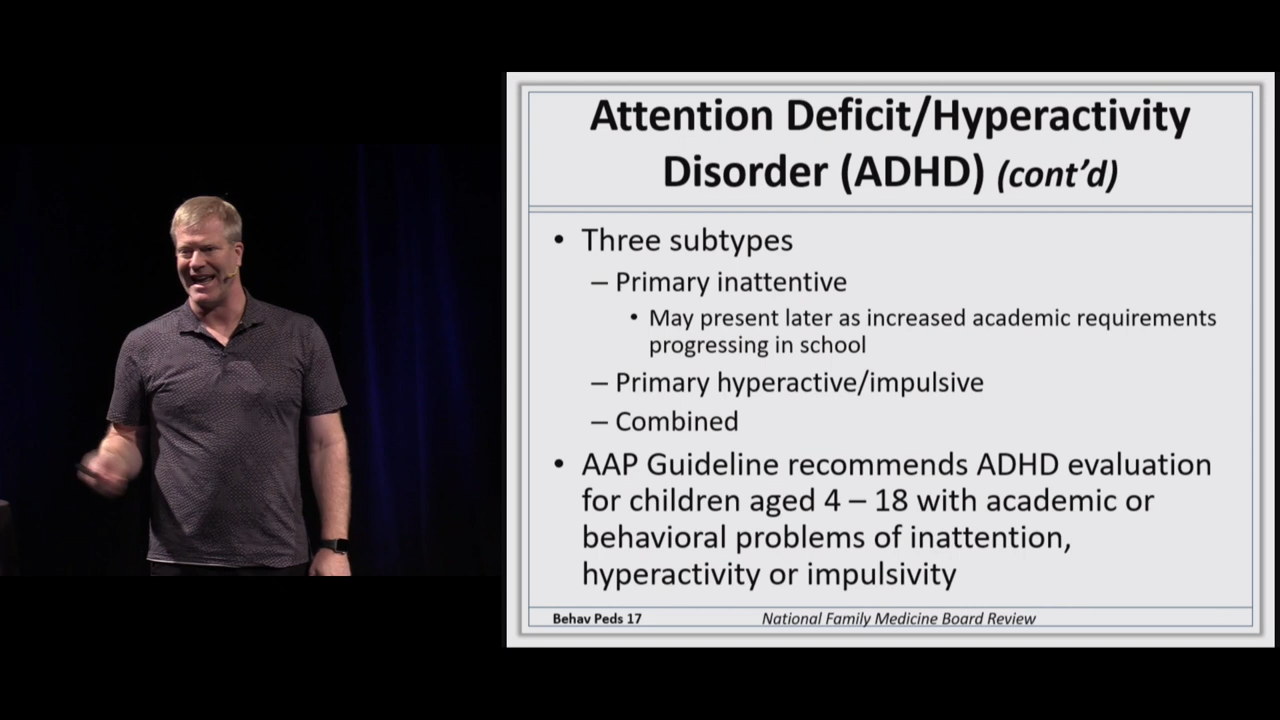 Attention Deficit/Hyperactivity
Disorder (ADHD) (cont’d)
• Three subtypes
– Primary inattentive
• May present later as increased academic requirements
progressing in school
– Primary hyperactive/impulsive
– Combined
• AAP Guideline recommends ADHD evaluation
for children aged 4 – 18 with academic or
behavioral problems of inattention,
hyperactivity or impulsivity
Behav Peds 17
National Family Medicine Board Review